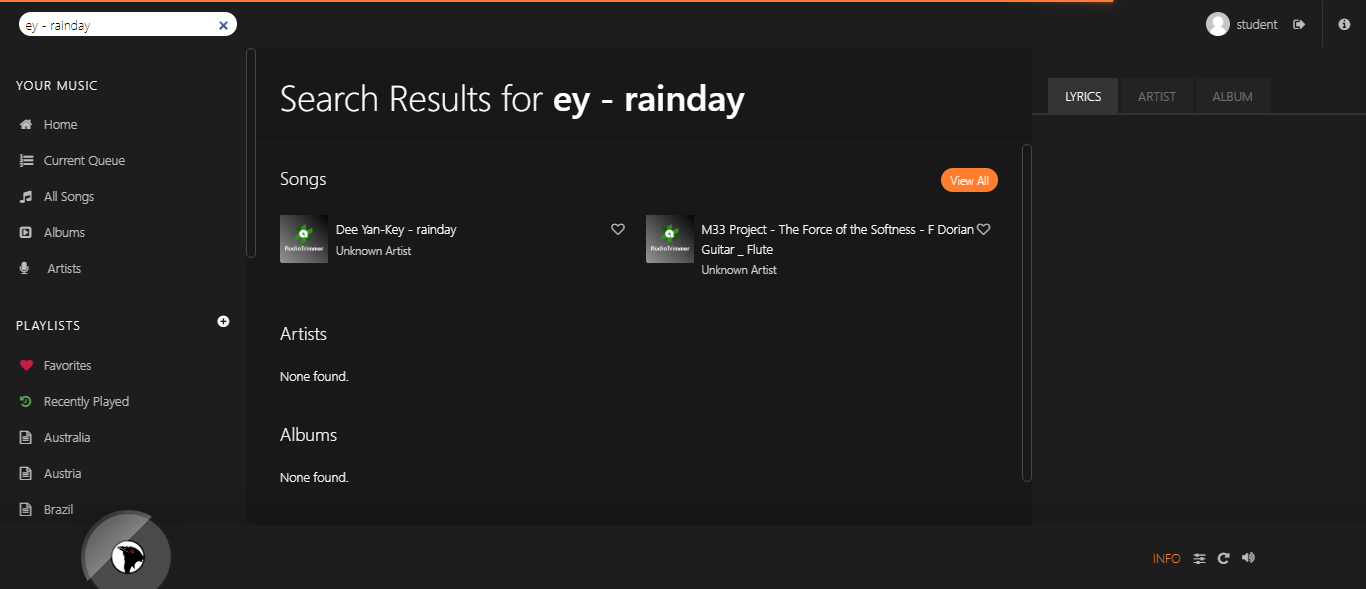 ey - rainday
student
YOUR MUSIC
Home
Current Queue
All Songs
Albums
Artists
PLAYLISTS
Favorites
Recently Played
Australia
Austria
Brazil
Search Results for ey - rainday
Songs
View All
AudioTrimmer
Dee Yan-Key - rainday
Unknown Artist
AudioTrimmer
M33 Project - The Force of the Softness - F Dorian
Guitar _ Flute
Unknown Artist
Artists
None found.
Albums
None found.
LYRICS
ARTIST
ALBUM
INFO